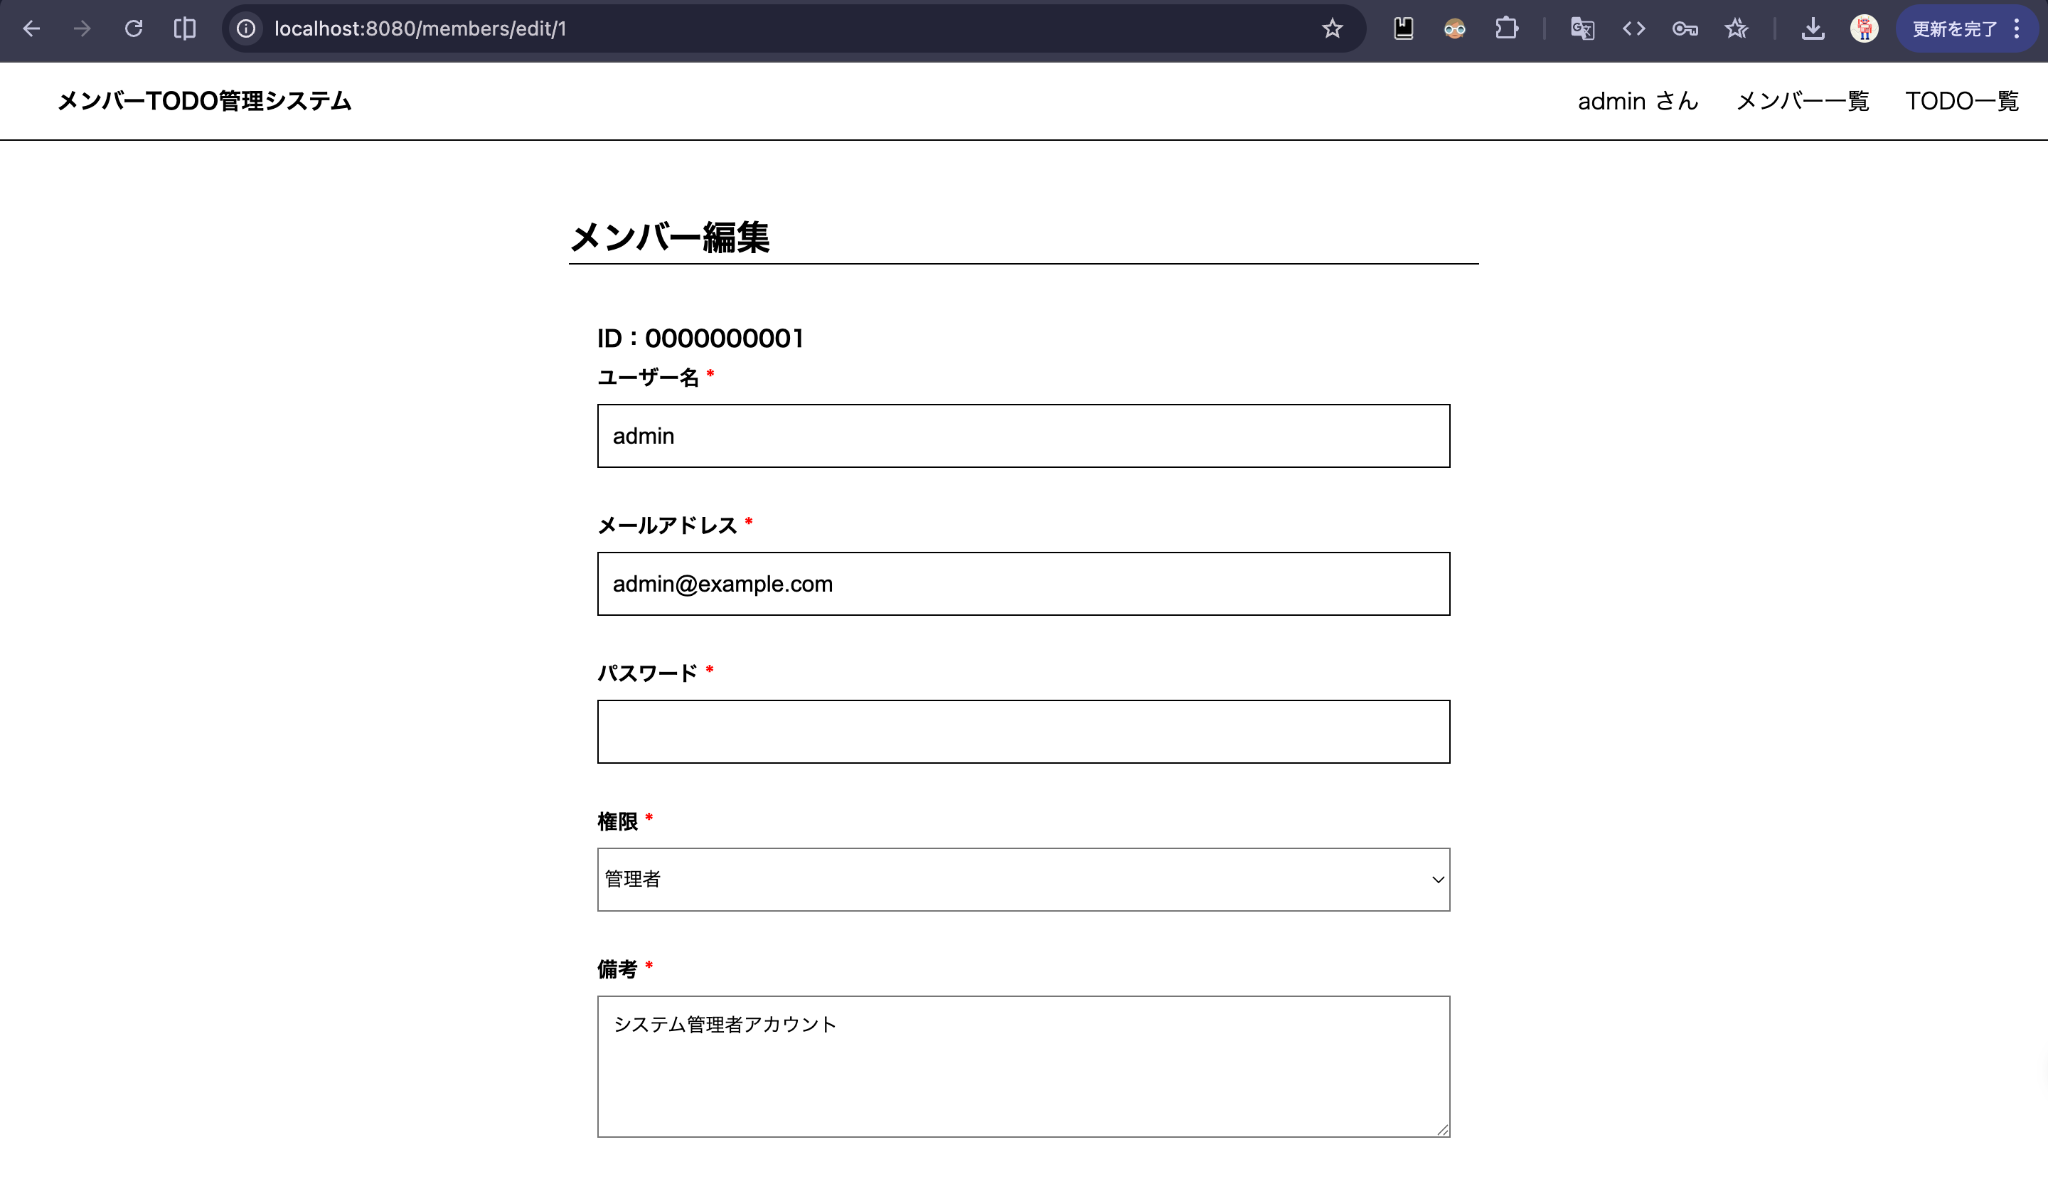 localhost:8080/members/edit/1
更新を完了
メンバーTODO管理システム
admin さん メンバー一覧 TODO一覧
メンバー編集
ID：0000000001
ユーザー名 *
admin
メールアドレス *
admin@example.com
パスワード *
権限 *
管理者
備考 *
システム管理者アカウント